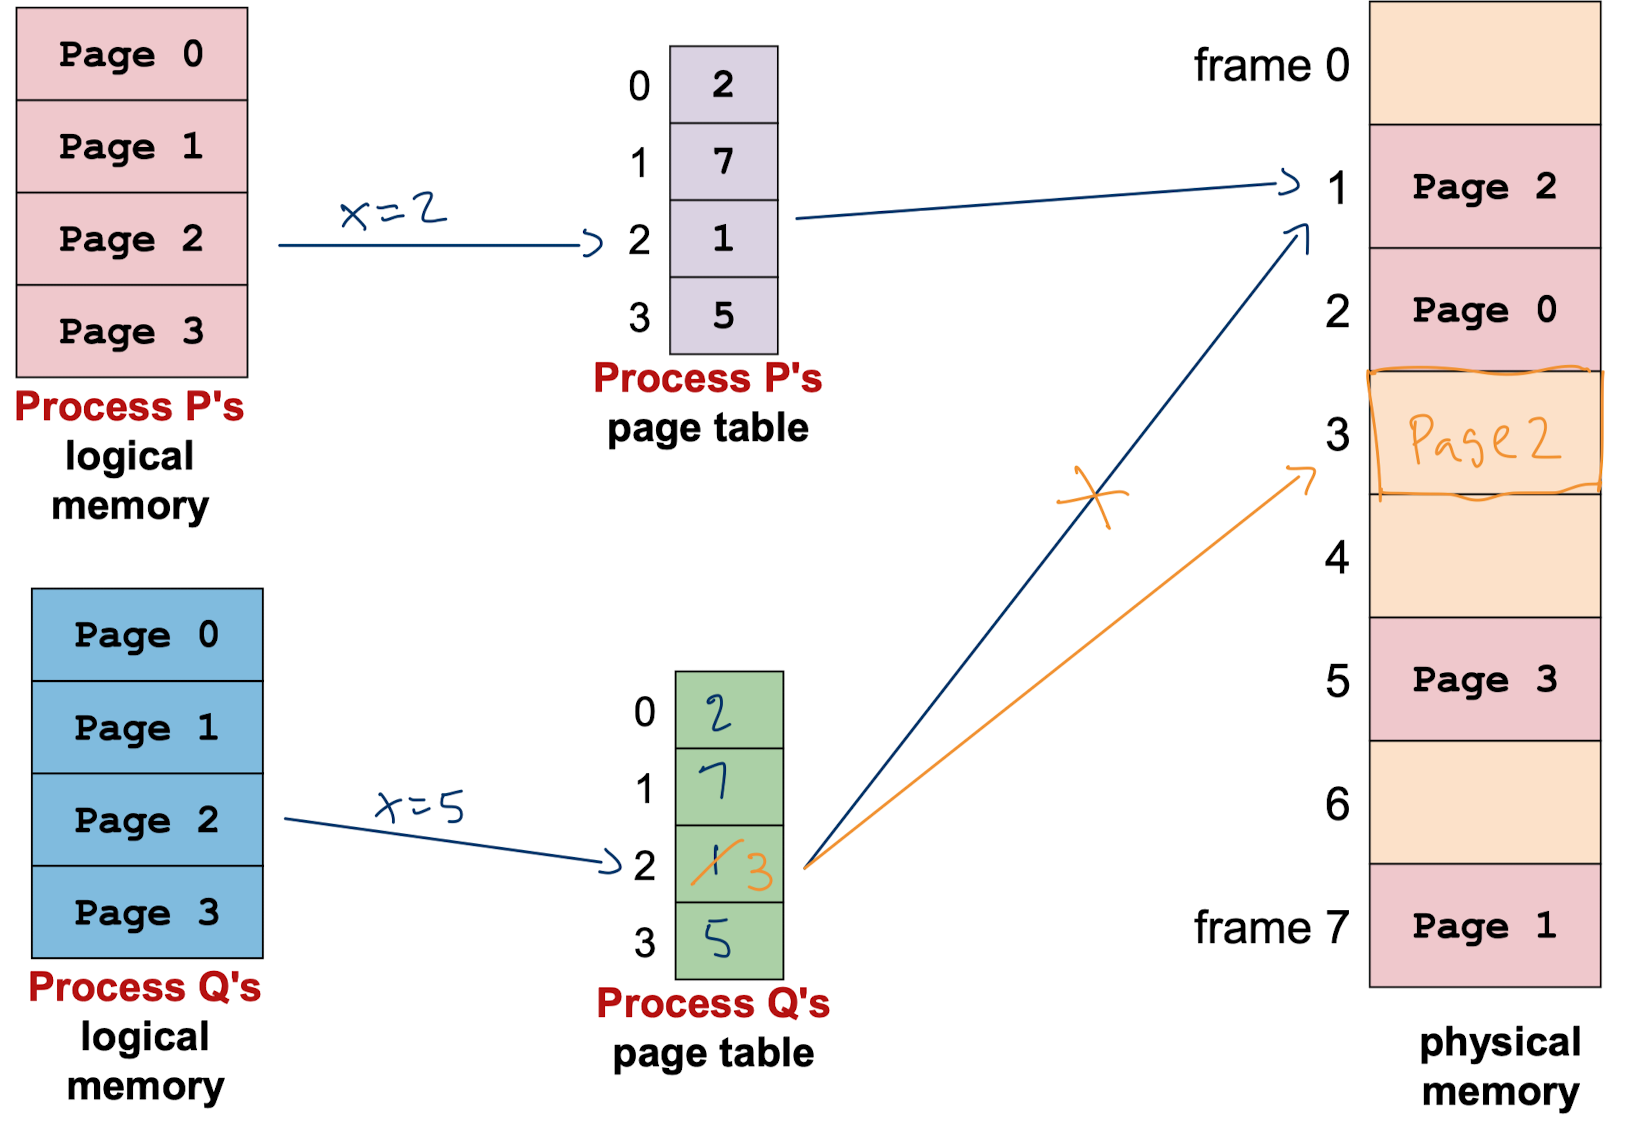 Page 0
Page 1
Page 2
Page 3
Process P's
logical
memory
x=2
0 2
1 7
2 1
3 5
Process P's
page table
Page 0
Page 1
Page 2
Page 3
Process Q's
logical
memory
x=5
0 2
1 7
2 1 3
3 5
Process Q's
page table
frame 0
1 Page 2
2 Page 0
3 Page 2
4
5 Page 3
6
frame 7 Page 1
physical
memory